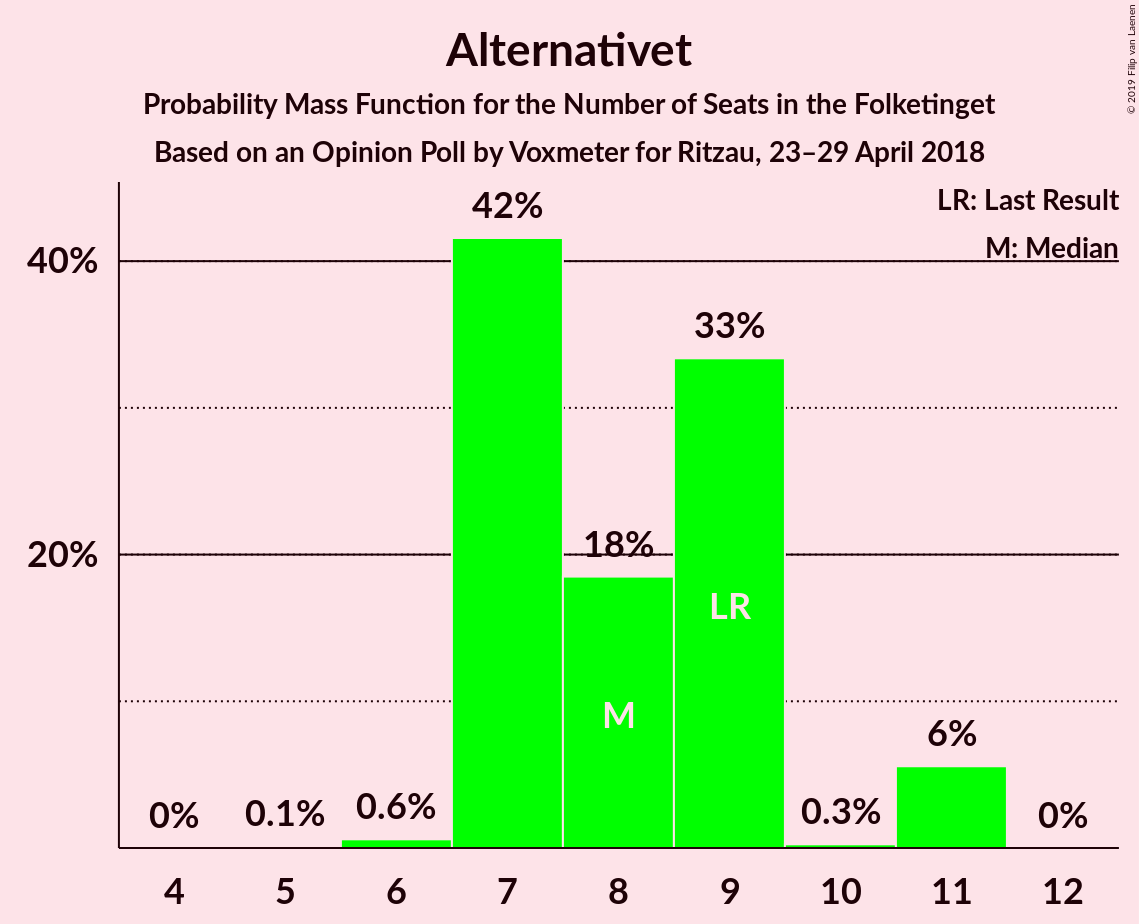 Alternativet
Probability Mass Function for the Number of Seats in the Folketinget
Based on an Opinion Poll by Voxmeter for Ritzau, 23–29 April 2018
© 2019 Filip van Laenen
LR: Last Result
M: Median
40%
20%
0%
0.1%
0.6%
42%
18%
33%
0.3%
6%
0%
M
LR
4 5 6 7 8 9 10 11 12